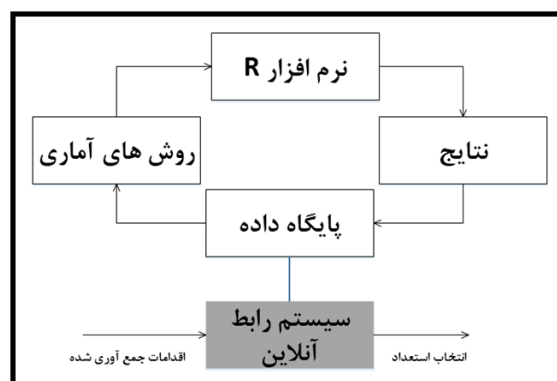 نرم افزار R
روش های آماری
نتایج
پایگاه داده
سیستم رابط
آنلاین
اقدامات جمع آوری شده
انتخاب استعداد